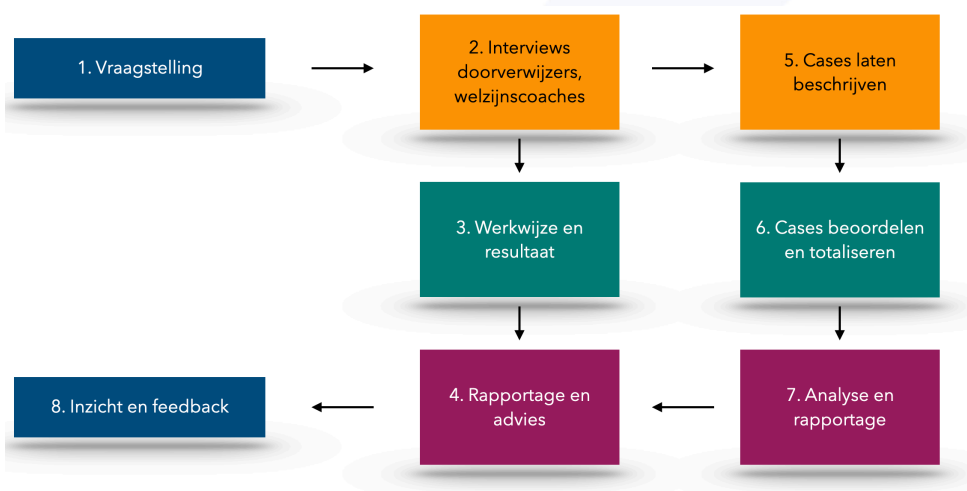 1. Vraagstelling
2. Interviews
doorverwijzers,
welzijnscoaches
5. Cases laten
beschrijven
3. Werkwijze en
resultaat
6. Cases beoordelen
en totaliseren
8. Inzicht en feedback
4. Rapportage en
advies
7. Analyse en
rapportage